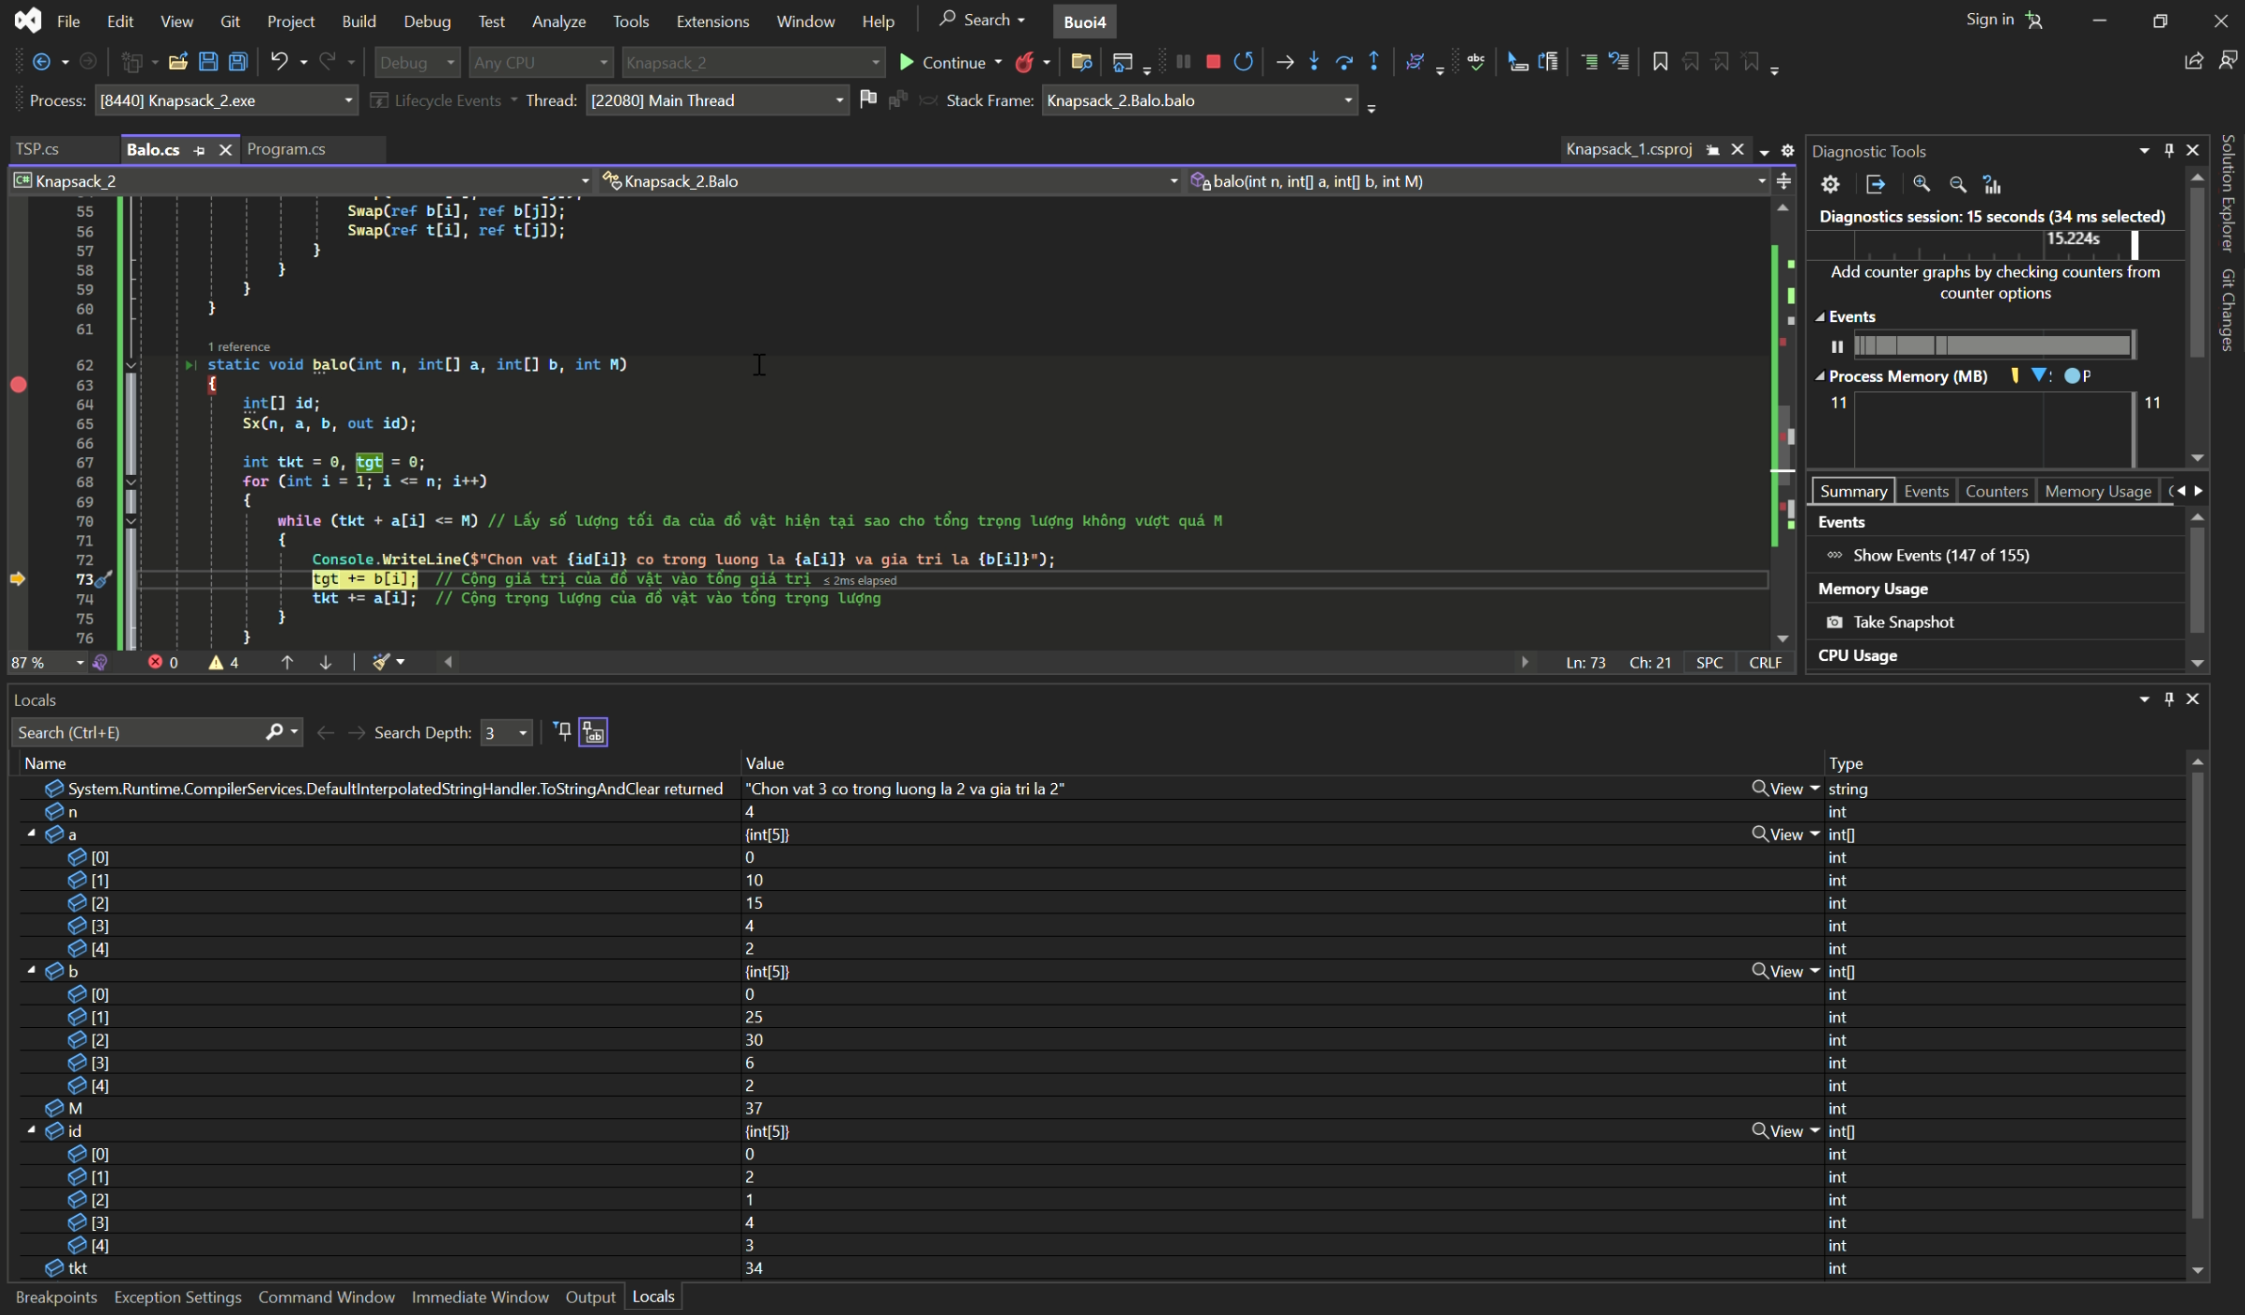 File Edit View Git Project Build Debug Test Analyze Tools Extensions Window Help Search Buoi4 Sign in
Debug Any CPU Knapsack_2 Continue
Process: [8440] Knapsack_2.exe Lifecycle Events Thread: [22080] Main Thread Stack Frame: Knapsack_2.Balo.balo
TSP.cs Balo.cs Program.cs Knapsack_1.csproj
Knapsack_2 Knapsack_2.Balo balo(int n, int[] a, int[] b, int M)
55 Swap(ref b[i], ref b[j]);
56 Swap(ref t[i], ref t[j]);
57 }
58 }
59 }
60 }
61
1 reference
62 static void balo(int n, int[] a, int[] b, int M)
63 {
64 int[] id;
65 Sx(n, a, b, out id);
66
67 int tkt = 0, tgt = 0;
68 for (int i = 1; i <= n; i++)
69 {
70 while (tkt + a[i] <= M) // Lấy số lượng tối đa của đồ vật hiện tại sao cho tổng trọng lượng không vượt quá M
71 {
72 Console.WriteLine($"Chon vat {id[i]} co trong luong la {a[i]} va gia tri la {b[i]}");
73 tgt += b[i]; // Cộng giá trị của đồ vật vào tổng giá trị ≤ 2ms elapsed
74 tkt += a[i]; // Cộng trọng lượng của đồ vật vào tổng trọng lượng
75 }
76 }
87 % 0 4 Ln: 73 Ch: 21 SPC CRLF
Diagnostic Tools
Diagnostics session: 15 seconds (34 ms selected)
15.224s
Add counter graphs by checking counters from
counter options
Events
Process Memory (MB) P
11 11
Summary Events Counters Memory Usage
Events
Show Events (147 of 155)
Memory Usage
Take Snapshot
CPU Usage
Solution Explorer
Git Changes
Locals
Search (Ctrl+E) Search Depth: 3
Name Value Type
System.Runtime.CompilerServices.DefaultInterpolatedStringHandler.ToStringAndClear returned "Chon vat 3 co trong luong la 2 va gia tri la 2" View string
n 4 int
a {int[5]} View int[]
[0] 0 int
[1] 10 int
[2] 15 int
[3] 4 int
[4] 2 int
b {int[5]} View int[]
[0] 0 int
[1] 25 int
[2] 30 int
[3] 6 int
[4] 2 int
M 37 int
id {int[5]} View int[]
[0] 0 int
[1] 2 int
[2] 1 int
[3] 4 int
[4] 3 int
tkt 34 int
Breakpoints Exception Settings Command Window Immediate Window Output Locals